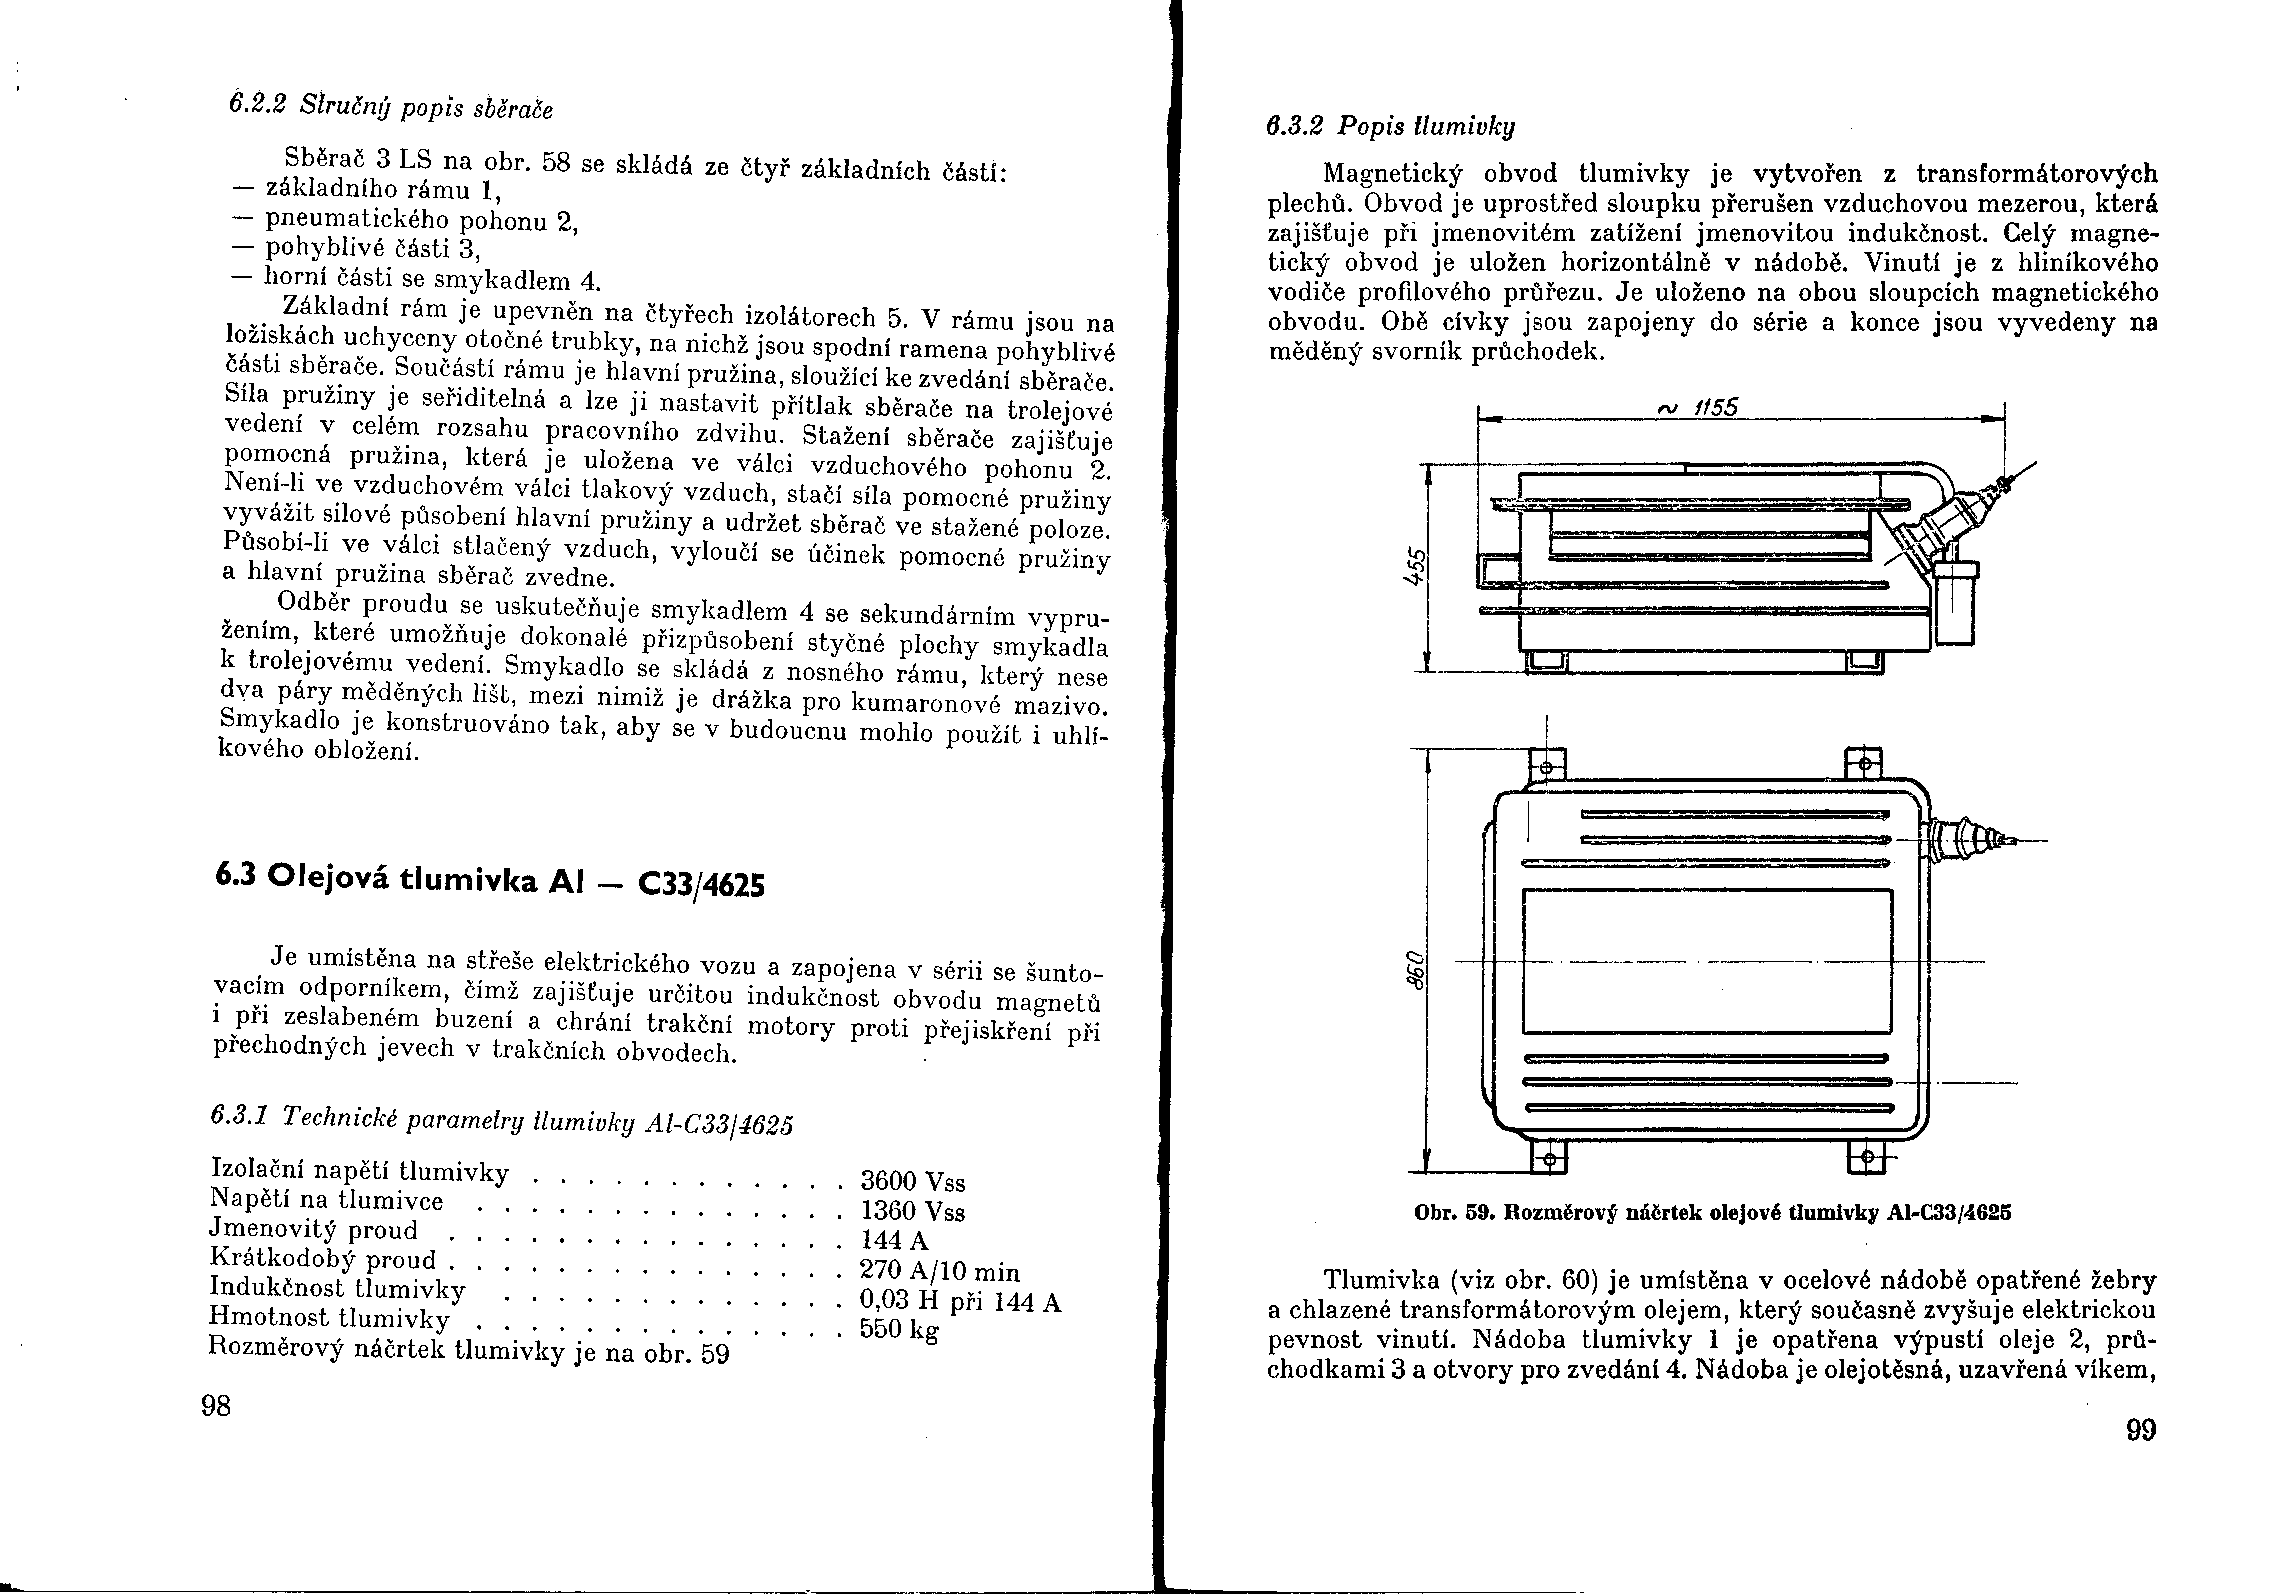 6.2.2 Stručný popis sběrače
Sběrač 3 LS na obr. 58 se skládá ze čtyř základních částí:
— základního rámu 1,
— pneumatického pohonu 2,
— pohyblivé části 3,
— horní části se smykadlem 4.
Základní rám je upevněn na čtyřech izolátorech 5. V rámu jsou na
ložiskách uchyceny otočné trubky, na nichž jsou spodní ramena pohyblivé
části sběrače. Součástí rámu je hlavní pružina, sloužící ke zvedání sběrače.
Síla pružiny je seřiditelná a lze ji nastavit přítlak sběrače na trolejové
vedení v celém rozsahu pracovního zdvihu. Stažení sběrače zajišťuje
pomocná pružina, která je uložena ve válci vzduchového pohonu 2.
Není-li ve vzduchovém válci tlakový vzduch, stačí síla pomocné pružiny
vyvážit silové působení hlavní pružiny a udržet sběrač ve stažené poloze.
Působí-li ve válci stlačený vzduch, vyloučí se účinek pomocné pružiny
a hlavní pružina sběrač zvedne.
Odběr proudu se uskutečňuje smykadlem 4 se sekundárním vypru-
žením, které umožňuje dokonalé přizpůsobení styčné plochy smykadla
k trolejovému vedení. Smykadlo se skládá z nosného rámu, který nese
dva páry měděných lišt, mezi nimiž je drážka pro kumaronové mazivo.
Smykadlo je konstruováno tak, aby se v budoucnu mohlo použít i uhlí-
kového obložení.
6.3 Olejová tlumivka Al — C33/4625
Je umístěna na střeše elektrického vozu a zapojena v sérii se šunto-
vacím odporníkem, čímž zajišťuje určitou indukčnost obvodu magnetů
i při zeslabeném buzení a chrání trakční motory proti přejiskření při
přechodných jevech v trakčních obvodech.
6.3.1 Technické parametry tlumivky Al-C33/4625
Izolační napětí tlumivky . . . . . . . . . . . . 3600 Vss
Napětí na tlumivce . . . . . . . . . . . . . . 1360 Vss
Jmenovitý proud . . . . . . . . . . . . . . . 144 A
Krátkodobý proud . . . . . . . . . . . . . . . 270 A/10 min
Indukčnost tlumivky . . . . . . . . . . . . . 0,03 H při 144 A
Hmotnost tlumivky . . . . . . . . . . . . . . 550 kg
Rozměrový náčrtek tlumivky je na obr. 59
98
6.3.2 Popis tlumivky
Magnetický obvod tlumivky je vytvořen z transformátorových
plechů. Obvod je uprostřed sloupku přerušen vzduchovou mezerou, která
zajišťuje při jmenovitém zatížení jmenovitou indukčnost. Celý magne-
tický obvod je uložen horizontálně v nádobě. Vinutí je z hliníkového
vodiče profilového průřezu. Je uloženo na obou sloupcích magnetického
obvodu. Obě cívky jsou zapojeny do série a konce jsou vyvedeny na
měděný svorník průchodek.
~ 1155
455
860
Obr. 59. Rozměrový náčrtek olejové tlumivky Al-C33/4625
Tlumivka (viz obr. 60) je umístěna v ocelové nádobě opatřené žebry
a chlazené transformátorovým olejem, který současně zvyšuje elektrickou
pevnost vinutí. Nádoba tlumivky 1 je opatřena výpustí oleje 2, prů-
chodkami 3 a otvory pro zvedání 4. Nádoba je olejotěsná, uzavřená víkem,
99